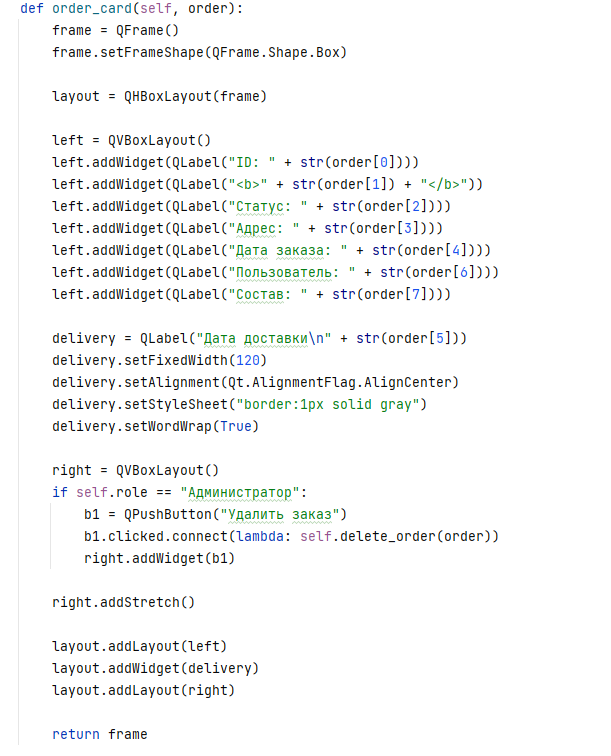 def order_card(self, order):
    frame = QFrame()
    frame.setFrameShape(QFrame.Shape.Box)

    layout = QHBoxLayout(frame)

    left = QVBoxLayout()
    left.addWidget(QLabel("ID: " + str(order[0])))
    left.addWidget(QLabel("<b>" + str(order[1]) + "</b>"))
    left.addWidget(QLabel("Статус: " + str(order[2])))
    left.addWidget(QLabel("Адрес: " + str(order[3])))
    left.addWidget(QLabel("Дата заказа: " + str(order[4])))
    left.addWidget(QLabel("Пользователь: " + str(order[6])))
    left.addWidget(QLabel("Состав: " + str(order[7])))

    delivery = QLabel("Дата доставки\n" + str(order[5]))
    delivery.setFixedWidth(120)
    delivery.setAlignment(Qt.AlignmentFlag.AlignCenter)
    delivery.setStyleSheet("border:1px solid gray")
    delivery.setWordWrap(True)

    right = QVBoxLayout()
    if self.role == "Администратор":
        b1 = QPushButton("Удалить заказ")
        b1.clicked.connect(lambda: self.delete_order(order))
        right.addWidget(b1)

    right.addStretch()

    layout.addLayout(left)
    layout.addWidget(delivery)
    layout.addLayout(right)

    return frame